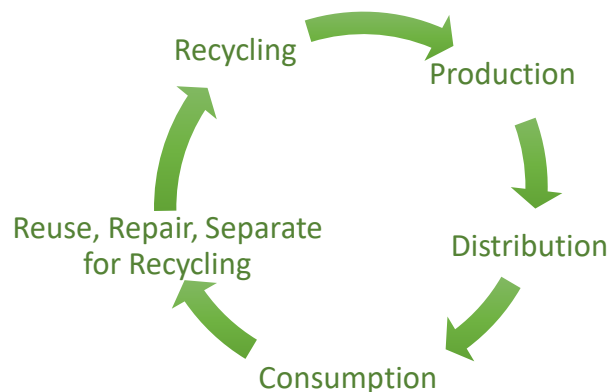 Recycling
Production
Distribution
Consumption
Reuse, Repair, Separate
for Recycling